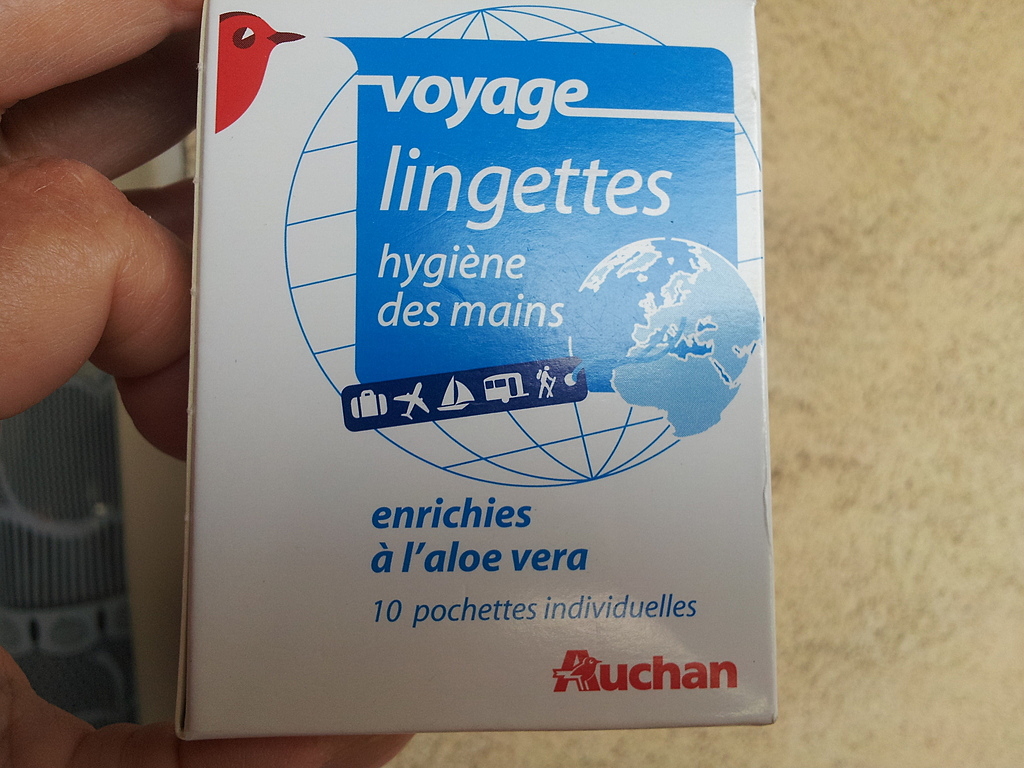 voyage
lingettes
hygiène
des mains
enrichies
à l'aloe vera
10 pochettes individuelles
Auchan